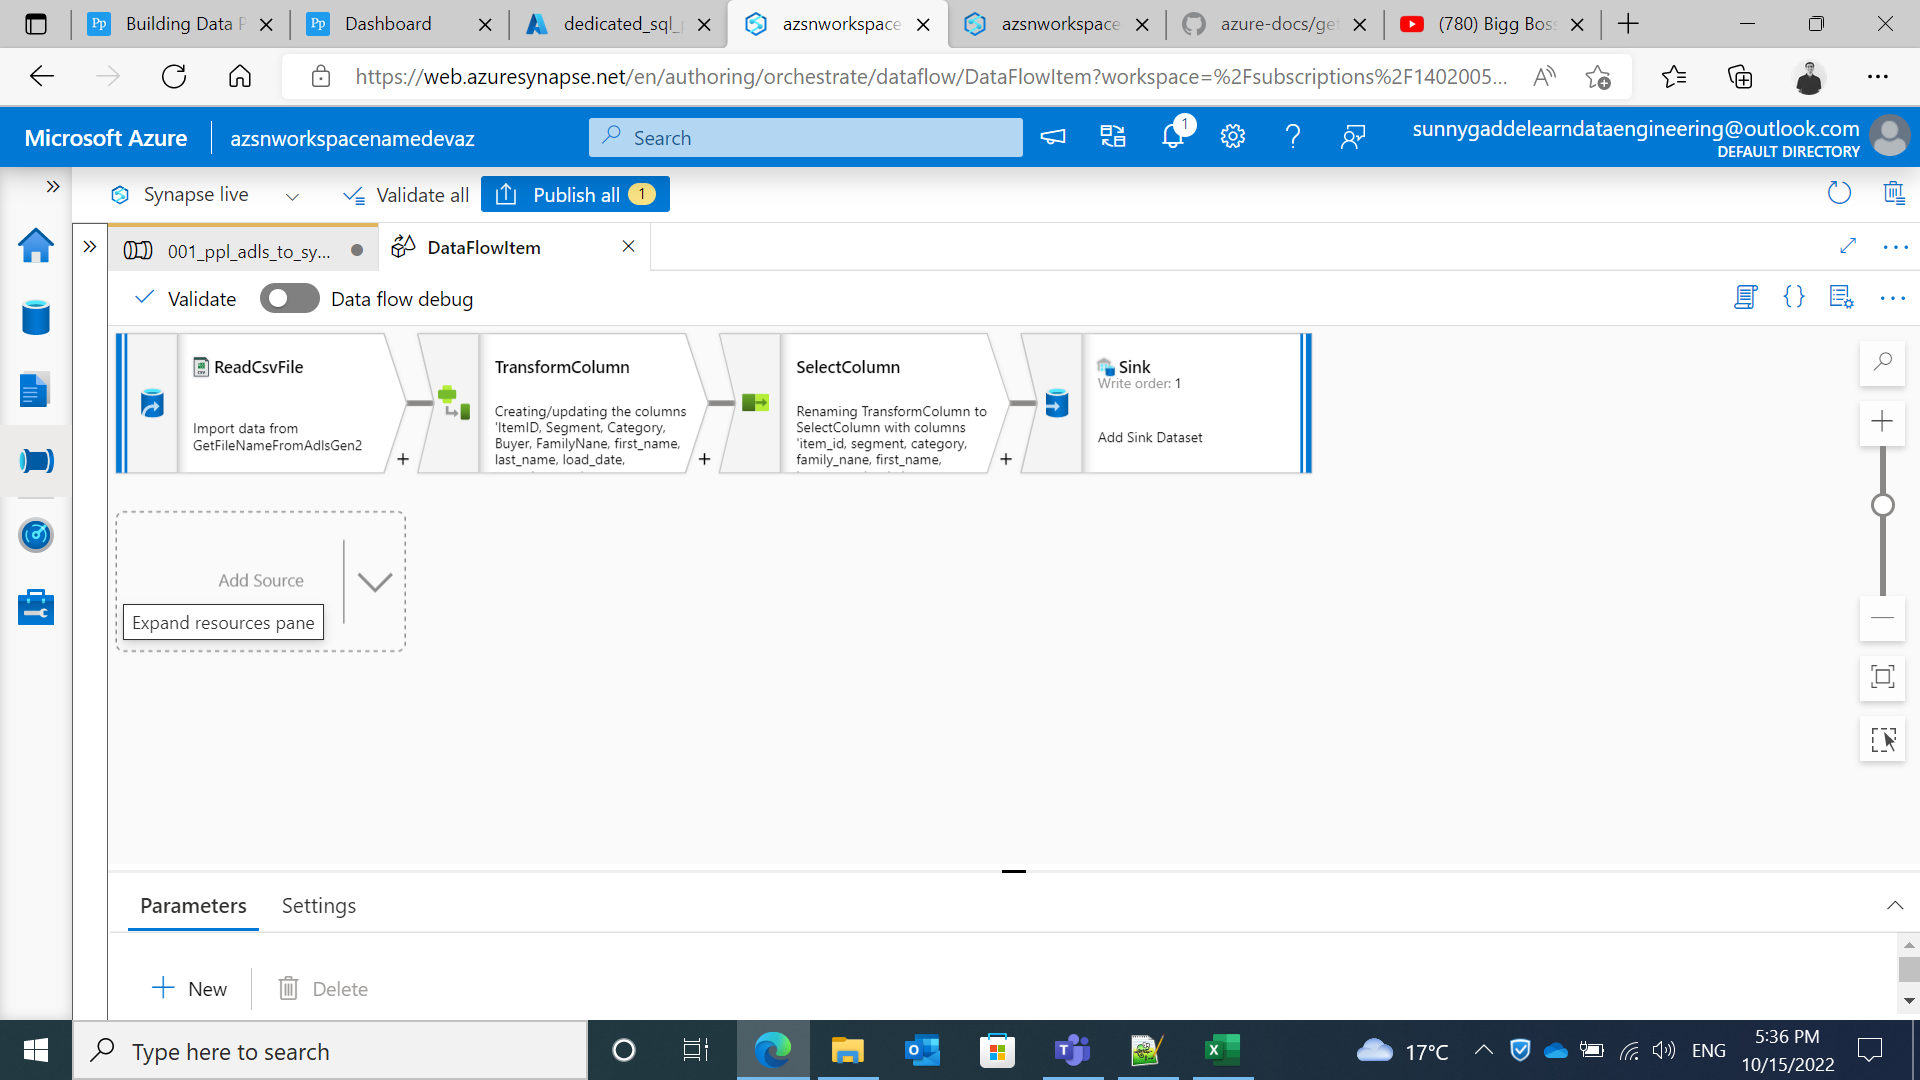 Building Data P
Dashboard
dedicated_sql_p
azsnworkspace
azsnworkspace
azure-docs/get
(780) Bigg Bos
https://web.azuresynapse.net/en/authoring/orchestrate/dataflow/DataFlowItem?workspace=%2Fsubscriptions%2F1402005...
Microsoft Azure
azsnworkspacenamedevaz
Search
1
sunnygaddelearndataengineering@outlook.com
DEFAULT DIRECTORY
Synapse live
Validate all
Publish all 1
001_ppl_adls_to_sy...
DataFlowItem
Validate
Data flow debug
ReadCsvFile
Import data from
GetFileNameFromAdlsGen2
+
TransformColumn
Creating/updating the columns
'ItemID, Segment, Category,
Buyer, FamilyNane, first_name,
last_name, load_date,
+
SelectColumn
Renaming TransformColumn to
SelectColumn with columns
'item_id, segment, category,
family_nane, first_name,
+
Sink
Write order: 1
Add Sink Dataset
Add Source
Expand resources pane
Parameters
Settings
New
Delete
Type here to search
17°C
ENG
5:36 PM
10/15/2022